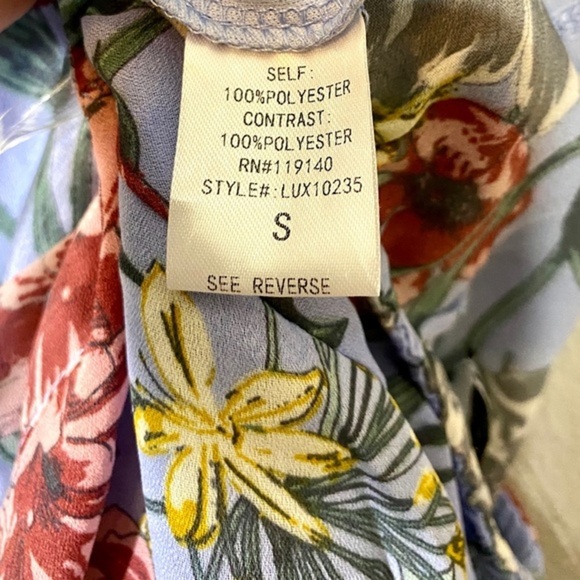 SELF:
100%POLYESTER
CONTRAST:
100%POLYESTER
RN#119140
STYLE#:LUX10235
S
SEE REVERSE